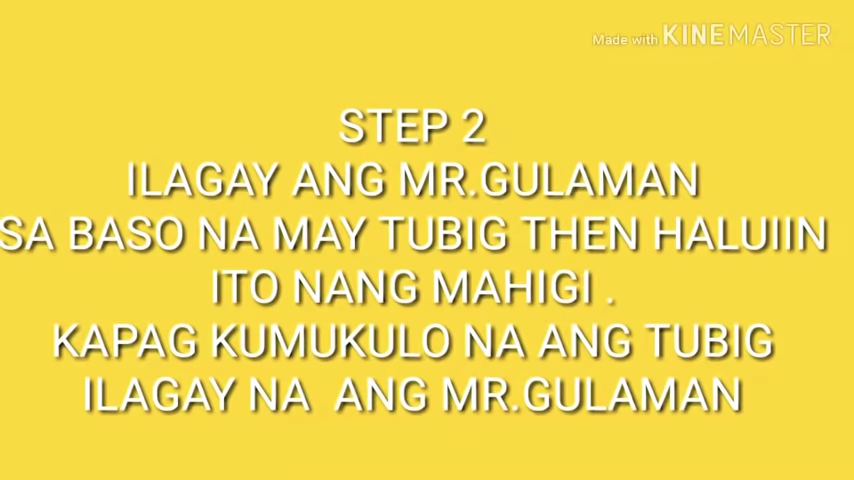 Made with KINEMASTER
STEP 2
ILAGAY ANG MR.GULAMAN
SA BASO NA MAY TUBIG THEN HALUIIN
ITO NANG MAHIGI .
KAPAG KUMUKULO NA ANG TUBIG
ILAGAY NA  ANG MR.GULAMAN